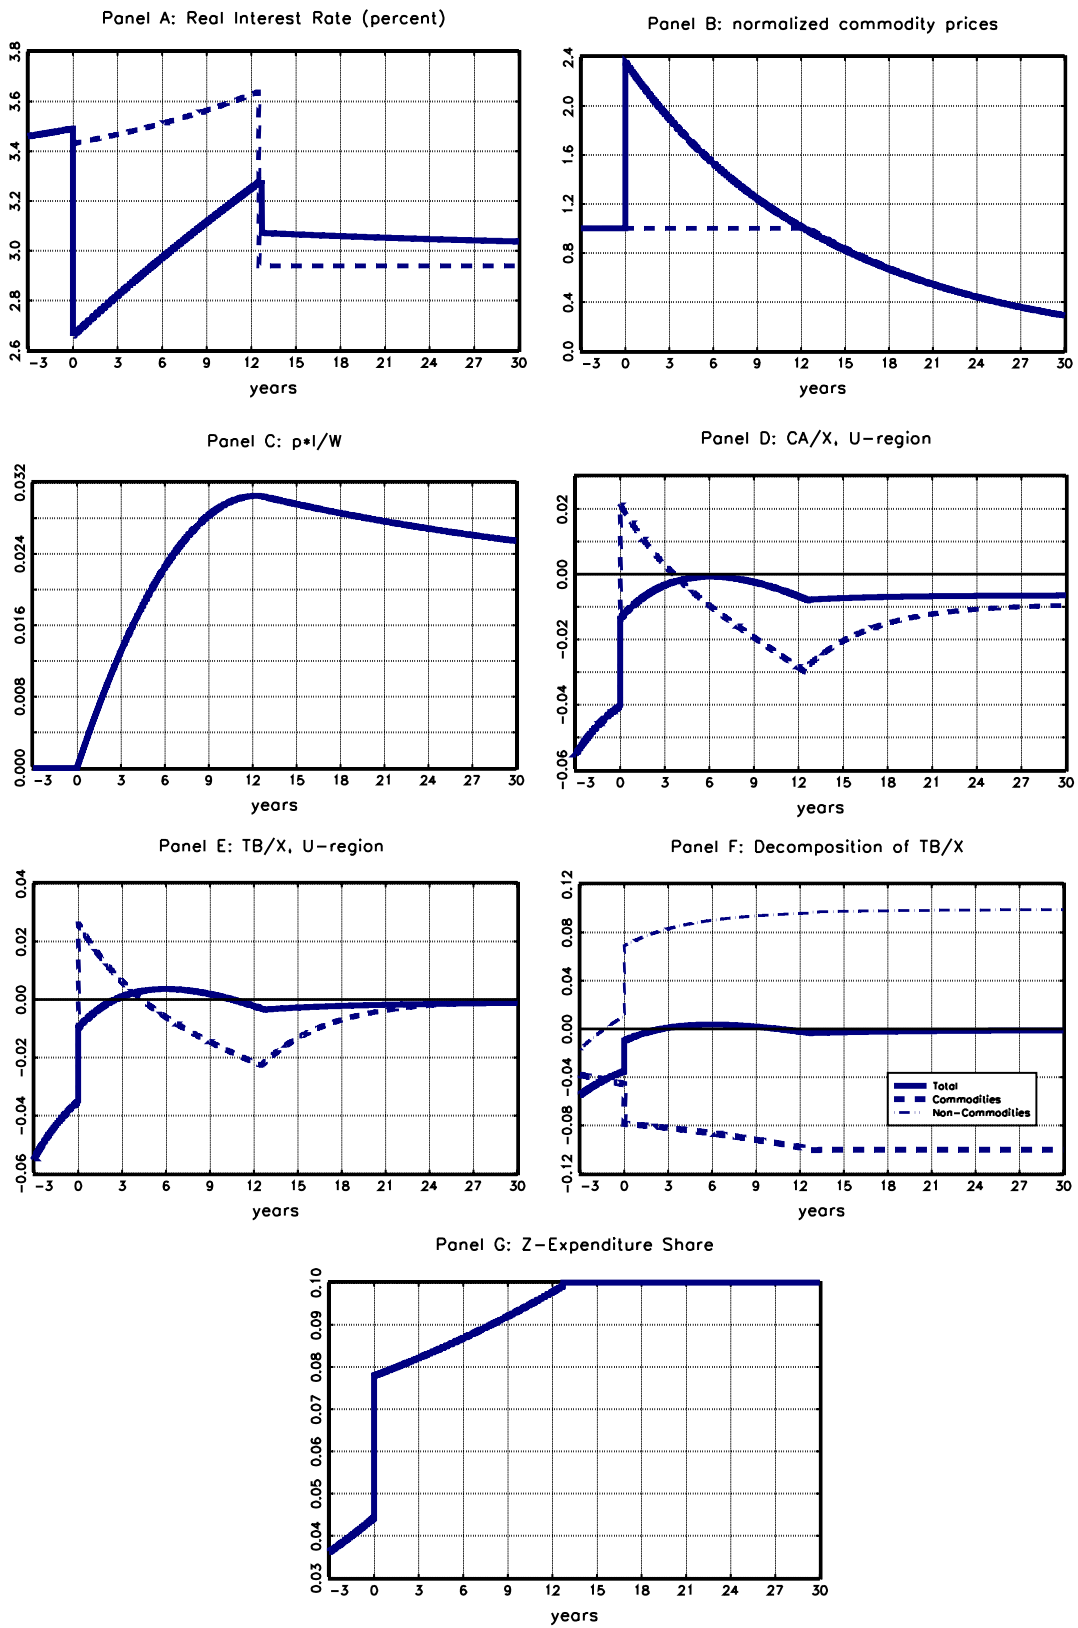 Panel A: Real Interest Rate (percent)
3.8
3.6
3.4
3.2
3.0
2.8
2.6
-3 0 3 6 9 12 15 18 21 24 27 30
years
Panel B: normalized commodity prices
2.4
2.0
1.6
1.2
0.8
0.4
0.0
-3 0 3 6 9 12 15 18 21 24 27 30
years
Panel C: p*I/W
0.032
0.024
0.016
0.008
0.000
-3 0 3 6 9 12 15 18 21 24 27 30
years
Panel D: CA/X, U-region
0.02
0.00
-0.02
-0.04
-0.06
-3 0 3 6 9 12 15 18 21 24 27 30
years
Panel E: TB/X, U-region
0.04
0.02
0.00
-0.02
-0.04
-0.06
-3 0 3 6 9 12 15 18 21 24 27 30
years
Panel F: Decomposition of TB/X
0.12
0.08
0.04
0.00
-0.04
-0.08
-0.12
Total
Commodities
Non-Commodities
-3 0 3 6 9 12 15 18 21 24 27 30
years
Panel G: Z-Expenditure Share
0.10
0.09
0.08
0.07
0.06
0.05
0.04
0.03
-3 0 3 6 9 12 15 18 21 24 27 30
years